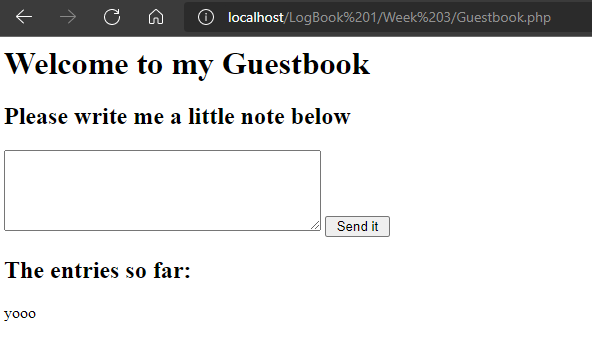 localhost/LogBook%201/Week%203/Guestbook.php
Welcome to my Guestbook
Please write me a little note below
Send it
The entries so far:
yooo